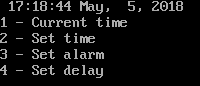 17:18:44 May,  5, 2018
1 - Current time
2 - Set time
3 - Set alarm
4 - Set delay